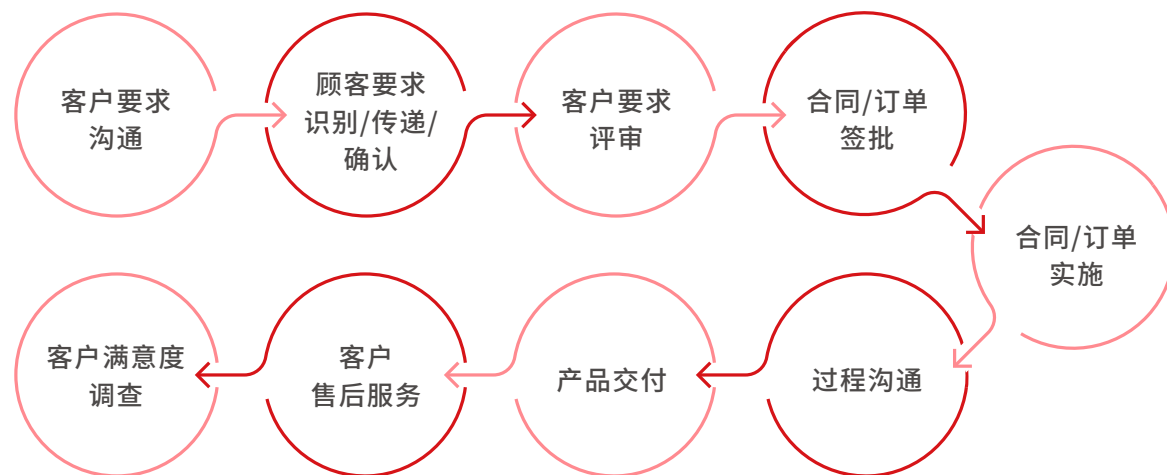 客户要求
沟通
顾客要求
识别/传递/
确认
客户要求
评审
合同/订单
签批
合同/订单
实施
过程沟通
产品交付
客户
售后服务
客户满意度
调查